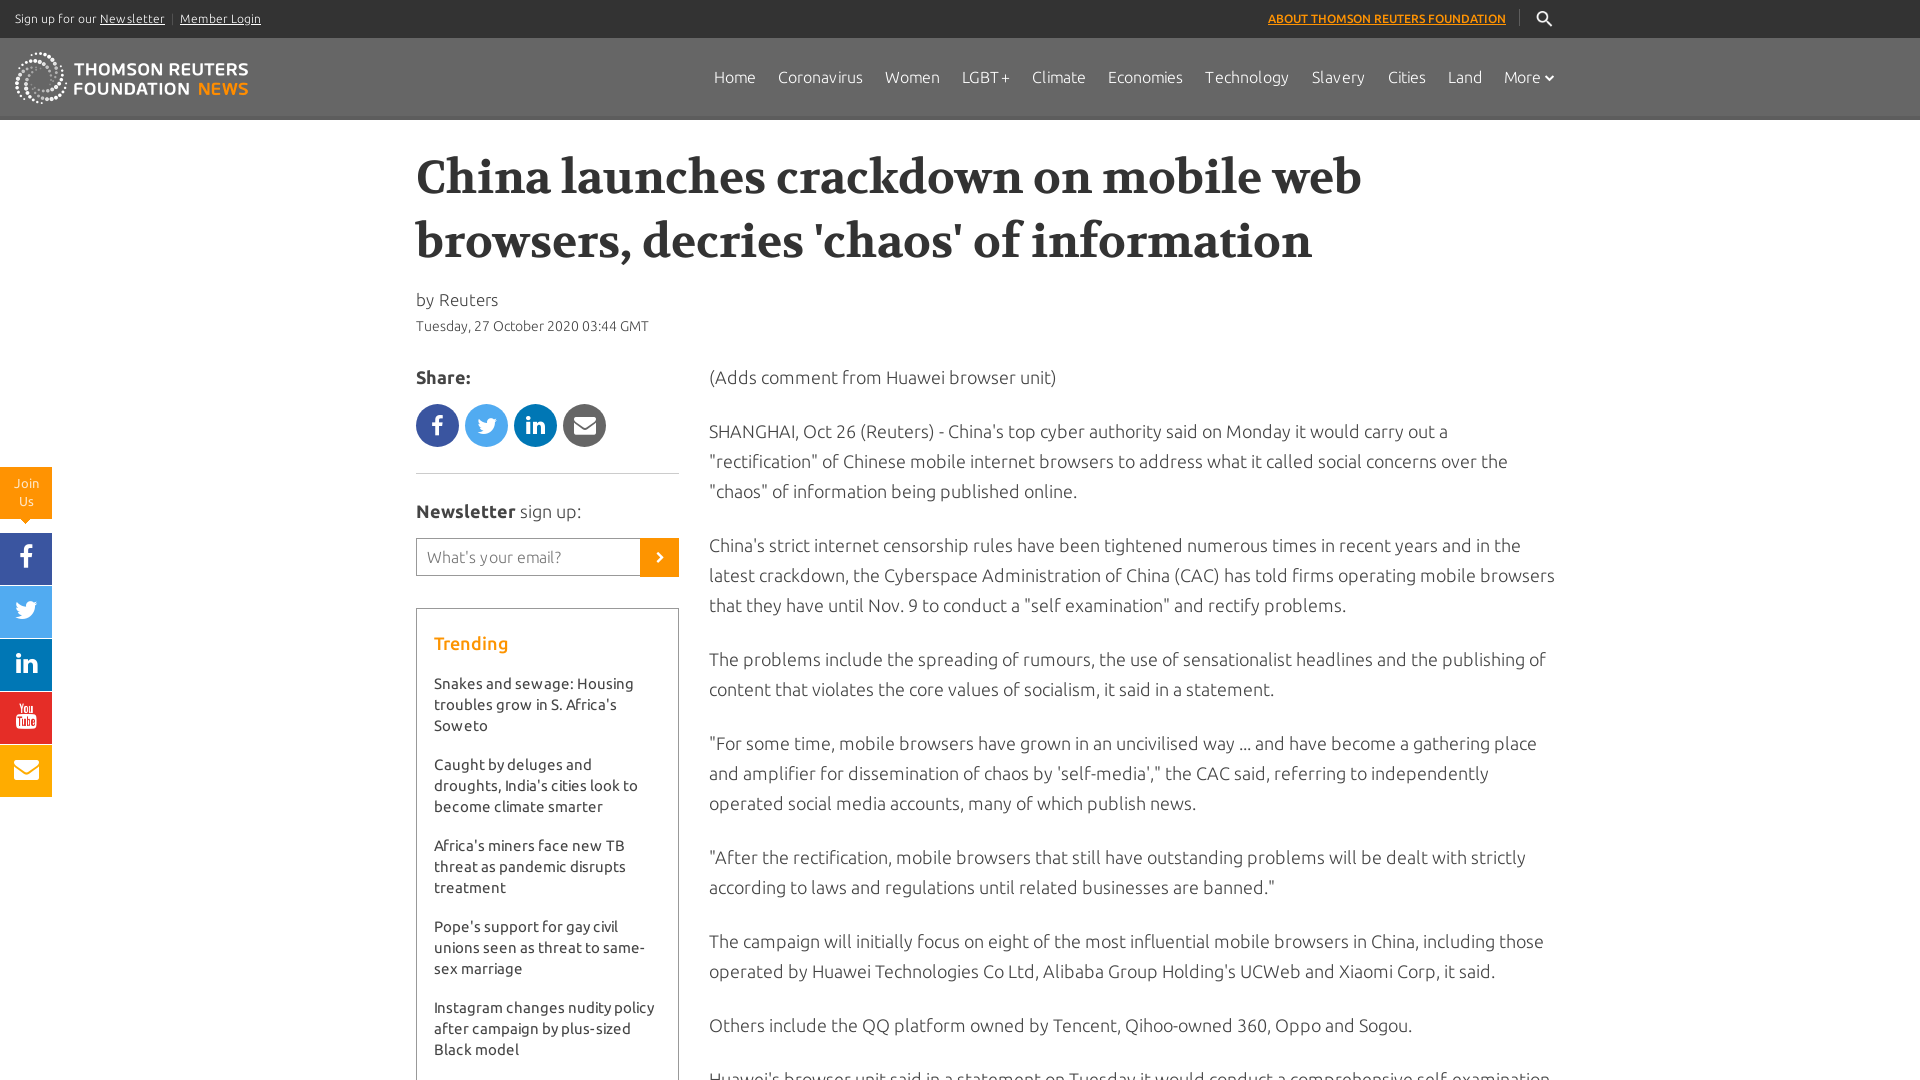 Sign up for our Newsletter | Member Login
ABOUT THOMSON REUTERS FOUNDATION
THOMSON REUTERS
FOUNDATION NEWS
Home Coronavirus Women LGBT+ Climate Economies Technology Slavery Cities Land More
China launches crackdown on mobile web
browsers, decries 'chaos' of information
by Reuters
Tuesday, 27 October 2020 03:44 GMT
Share:
Newsletter sign up:
What's your email?
Trending
Snakes and sewage: Housing
troubles grow in S. Africa's
Soweto
Caught by deluges and
droughts, India's cities look to
become climate smarter
Africa's miners face new TB
threat as pandemic disrupts
treatment
Pope's support for gay civil
unions seen as threat to same-
sex marriage
Instagram changes nudity policy
after campaign by plus-sized
Black model
(Adds comment from Huawei browser unit)
SHANGHAI, Oct 26 (Reuters) - China's top cyber authority said on Monday it would carry out a
"rectification" of Chinese mobile internet browsers to address what it called social concerns over the
"chaos" of information being published online.
China's strict internet censorship rules have been tightened numerous times in recent years and in the
latest crackdown, the Cyberspace Administration of China (CAC) has told firms operating mobile browsers
that they have until Nov. 9 to conduct a "self examination" and rectify problems.
The problems include the spreading of rumours, the use of sensationalist headlines and the publishing of
content that violates the core values of socialism, it said in a statement.
"For some time, mobile browsers have grown in an uncivilised way ... and have become a gathering place
and amplifier for dissemination of chaos by 'self-media'," the CAC said, referring to independently
operated social media accounts, many of which publish news.
"After the rectification, mobile browsers that still have outstanding problems will be dealt with strictly
according to laws and regulations until related businesses are banned."
The campaign will initially focus on eight of the most influential mobile browsers in China, including those
operated by Huawei Technologies Co Ltd, Alibaba Group Holding's UCWeb and Xiaomi Corp, it said.
Others include the QQ platform owned by Tencent, Qihoo-owned 360, Oppo and Sogou.
Huawei's browser unit said in a statement on Tuesday it would conduct a comprehensive self-examination
Join
Us
You
Tube